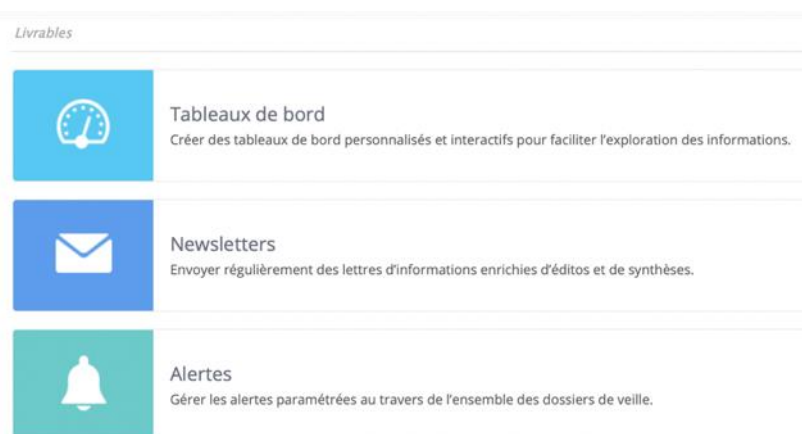 Livrables
Tableaux de bord
Créer des tableaux de bord personnalisés et interactifs pour faciliter l’exploration des informations.
Newsletters
Envoyer régulièrement des lettres d’informations enrichies d’éditos et de synthèses.
Alertes
Gérer les alertes paramétrées au travers de l’ensemble des dossiers de veille.